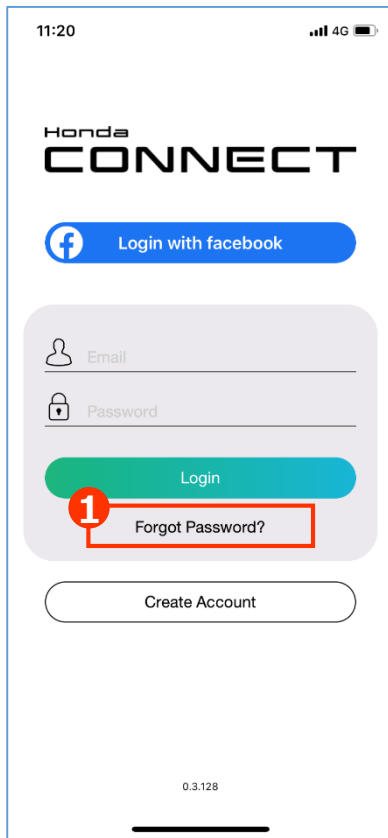 11:20 4G
Honda
CONNECT
Login with facebook
Email
Password
Login
1
Forgot Password?
Create Account
0.3.128